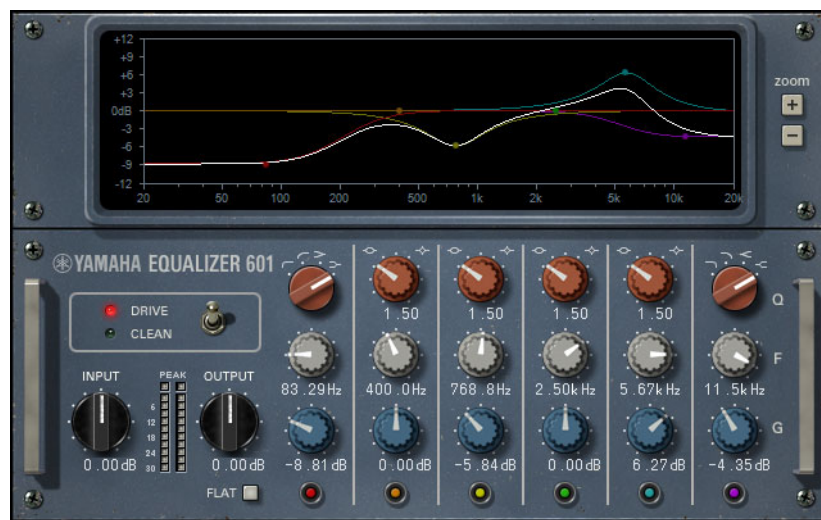 +12
+9
+6
+3
0dB
-3
-6
-9
-12
20 50 100 200 500 1k 2k 5k 10k 20k
zoom
+
−
YAMAHA EQUALIZER 601
DRIVE
CLEAN
1.50 1.50 1.50 1.50 Q
INPUT PEAK OUTPUT F
83.29Hz 400.0Hz 768.8Hz 2.50kHz 5.67kHz 11.5kHz
6
12
18
24
30
G
0.00dB 0.00dB -8.81dB 0.00dB -5.84dB 0.00dB 6.27dB -4.35dB
FLAT